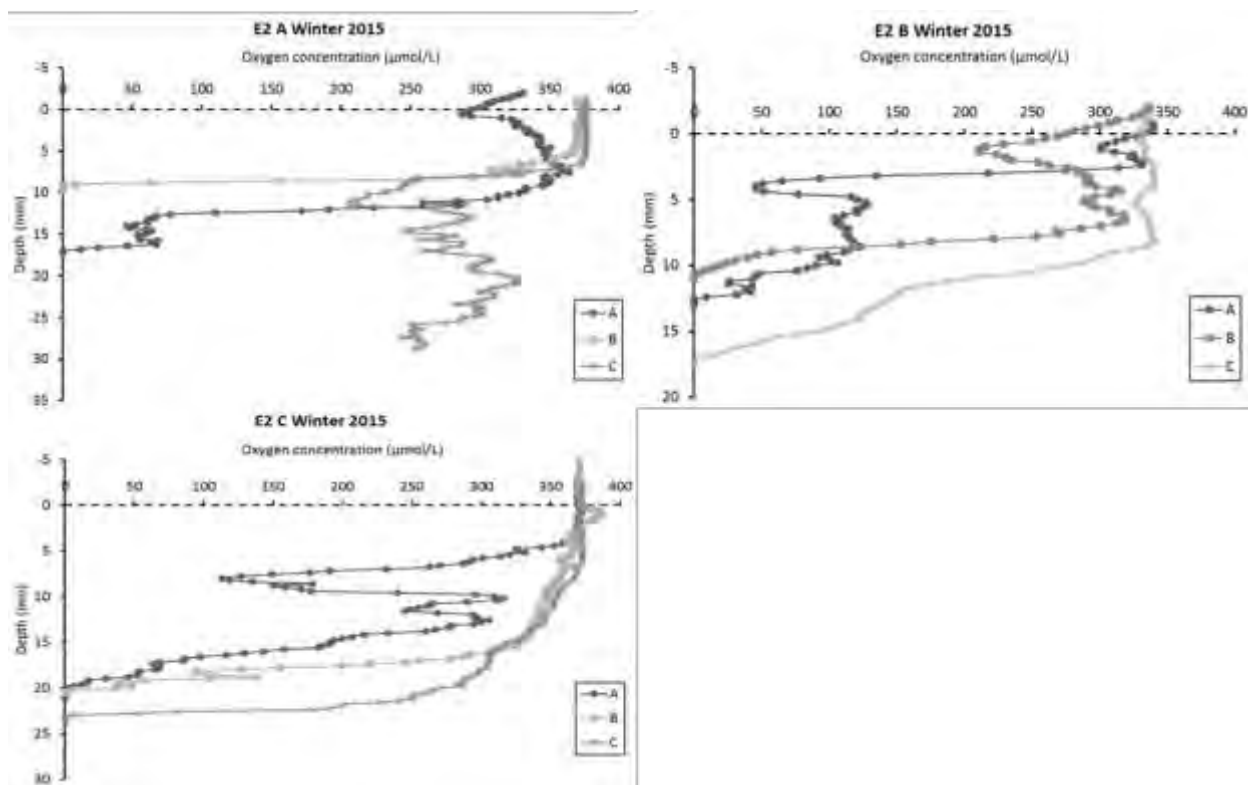 E2 A Winter 2015
Oxygen concentration (µmol/L)
-5
0 50 100 150 200 250 300 350 400
0
5
10
15
20
25
30
35
Depth (mm)
A
B
C
E2 B Winter 2015
Oxygen concentration (µmol/L)
-5
0 50 100 150 200 250 300 350 400
0
5
10
15
20
Depth (mm)
A
B
C
E2 C Winter 2015
Oxygen concentration (µmol/L)
-5
0 50 100 150 200 250 300 350 400
0
5
10
15
20
25
30
Depth (mm)
A
B
C